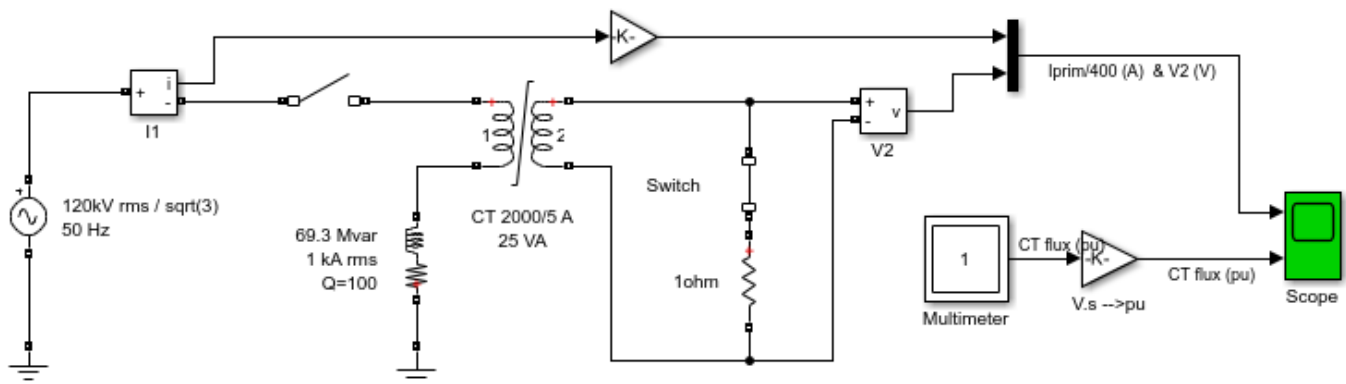 -K-
Iprim/400 (A) & V2 (V)
+
i
-
I1
1
2
+
-
v
V2
Switch
+
120kV rms / sqrt(3)
50 Hz
69.3 Mvar
1 kA rms
Q=100
CT 2000/5 A
25 VA
1ohm
1
Multimeter
CT flux (pu)
-K-
V.s -->pu
CT flux (pu)
Scope